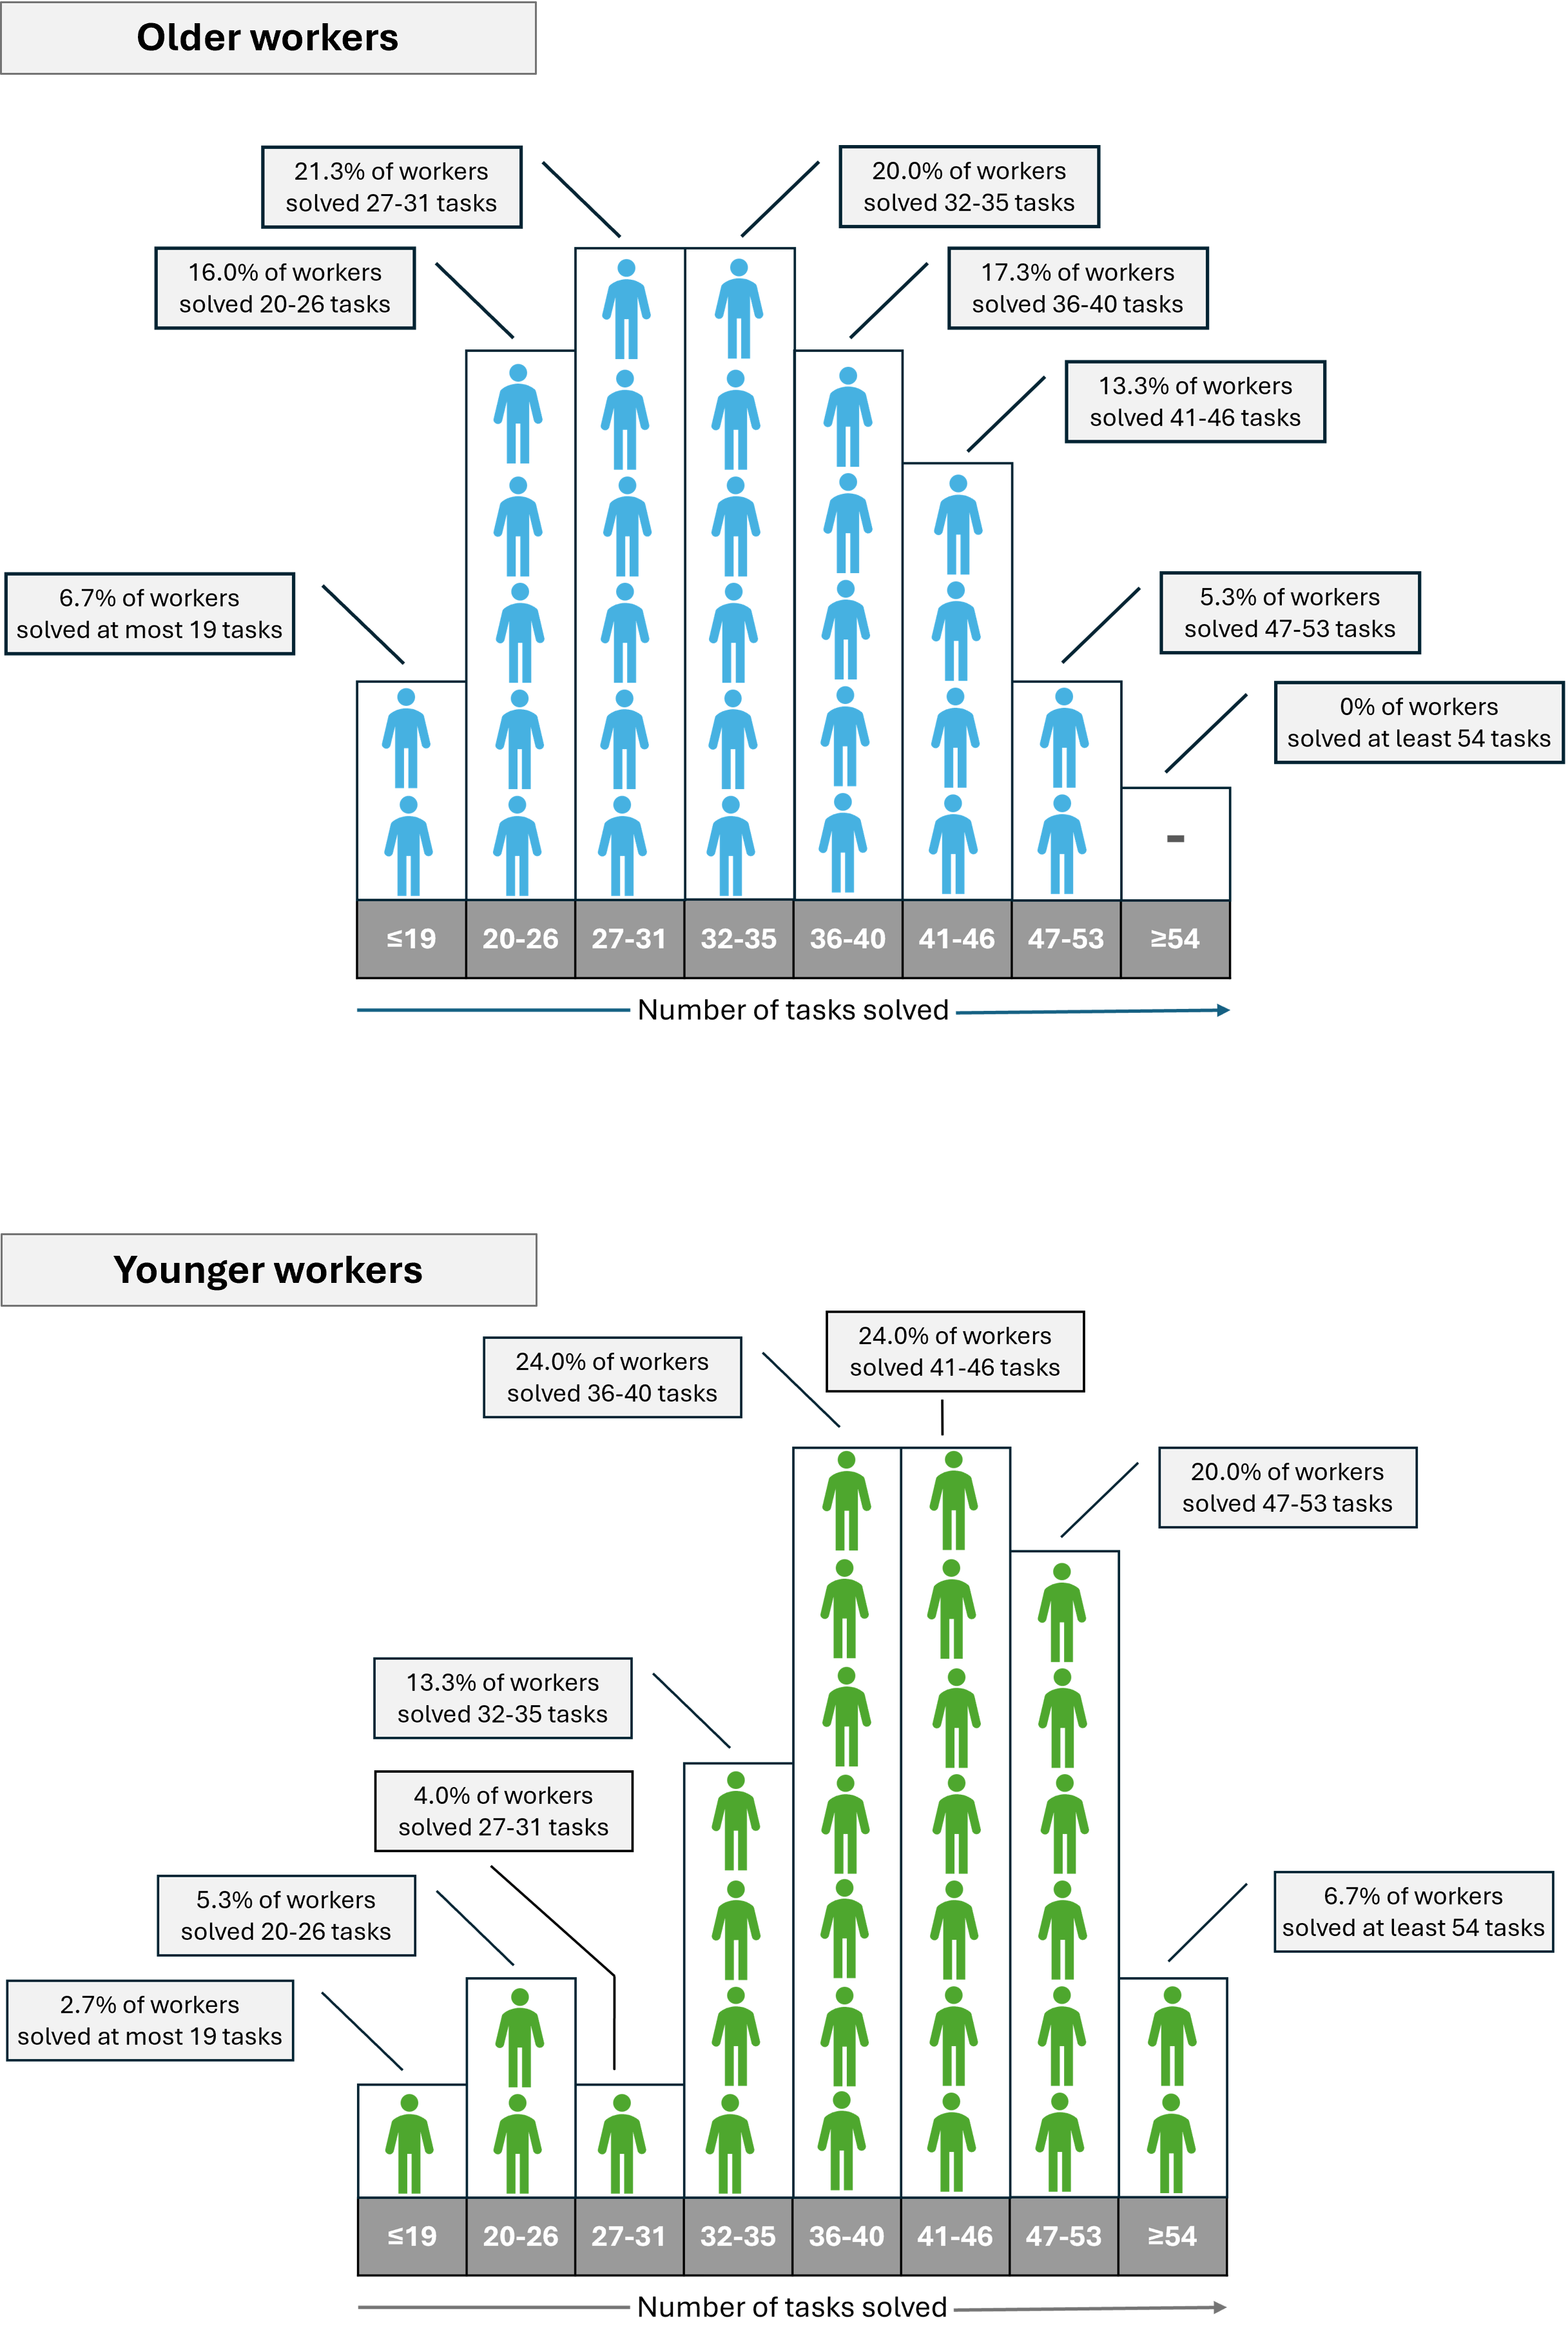 Older workers
21.3% of workers
solved 27-31 tasks
20.0% of workers
solved 32-35 tasks
16.0% of workers
solved 20-26 tasks
17.3% of workers
solved 36-40 tasks
13.3% of workers
solved 41-46 tasks
6.7% of workers
solved at most 19 tasks
5.3% of workers
solved 47-53 tasks
0% of workers
solved at least 54 tasks
-
≤19 20-26 27-31 32-35 36-40 41-46 47-53 ≥54
Number of tasks solved
Younger workers
24.0% of workers
solved 41-46 tasks
24.0% of workers
solved 36-40 tasks
20.0% of workers
solved 47-53 tasks
13.3% of workers
solved 32-35 tasks
4.0% of workers
solved 27-31 tasks
5.3% of workers
solved 20-26 tasks
6.7% of workers
solved at least 54 tasks
2.7% of workers
solved at most 19 tasks
≤19 20-26 27-31 32-35 36-40 41-46 47-53 ≥54
Number of tasks solved